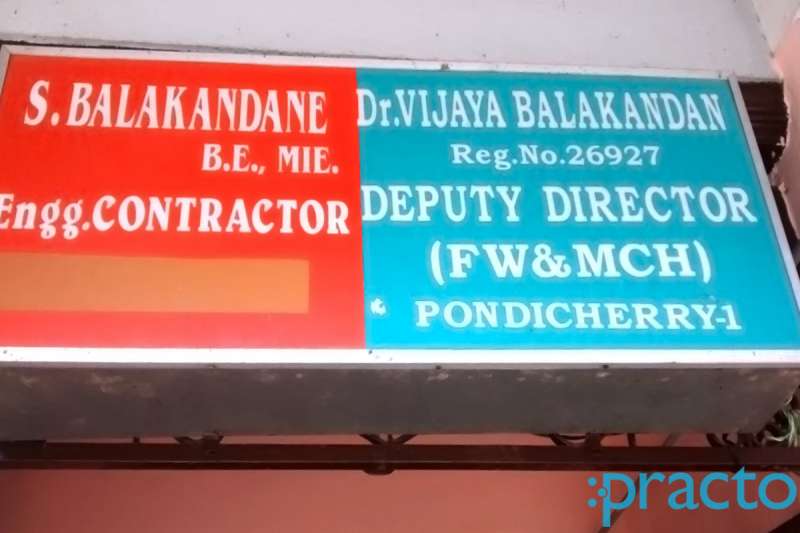 S. BALAKANDANE
B.E., MIE.
Engg.CONTRACTOR
Dr.VIJAYA BALAKANDAN
Reg.No.26927
DEPUTY DIRECTOR
(FW&MCH)
PONDICHERRY-1
:practo